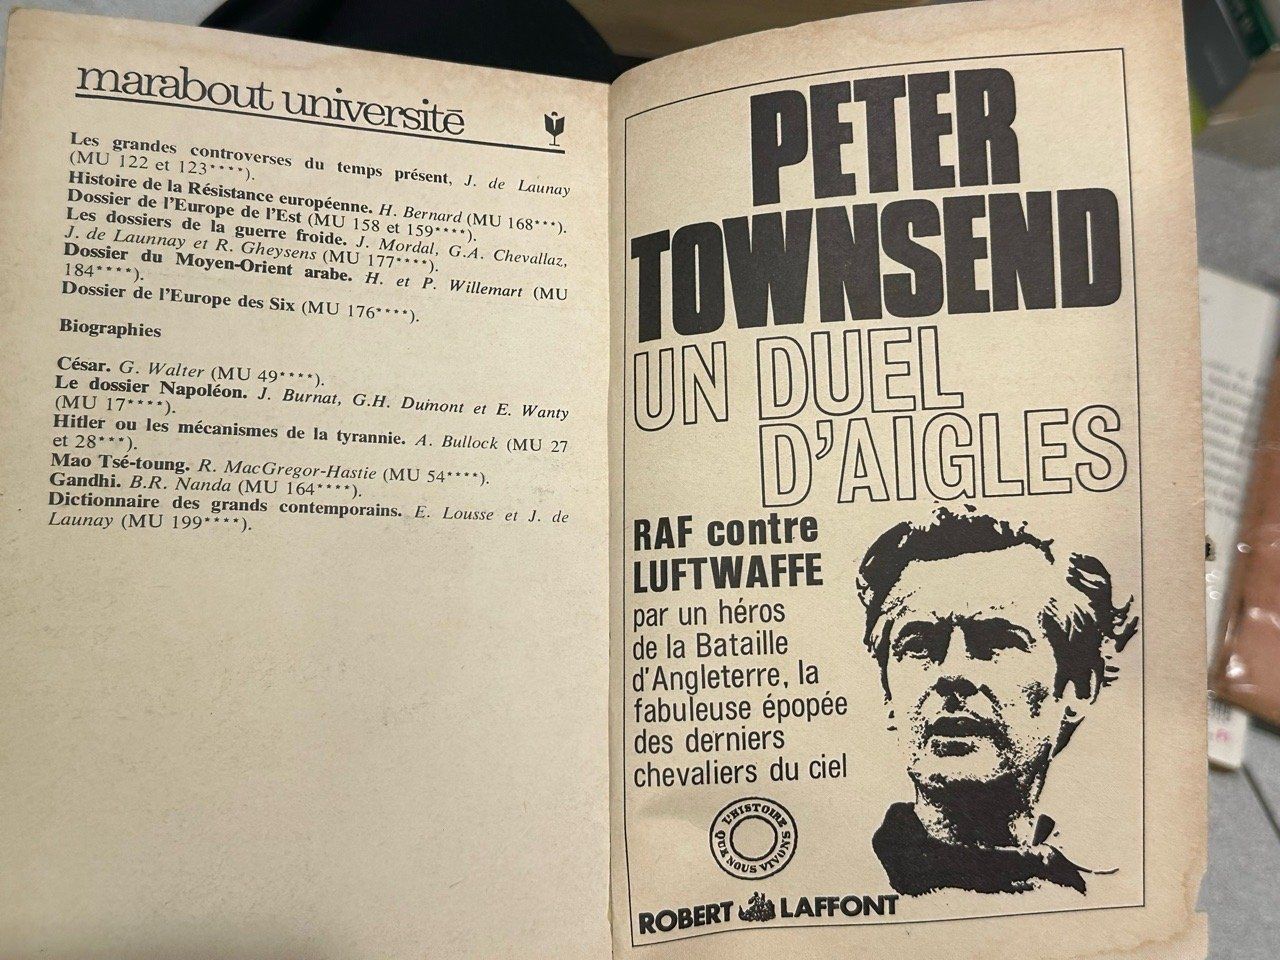 marabout université
Les grandes controverses du temps présent, J. de Launay
(MU 122 et 123****).
Histoire de la Résistance européenne. H. Bernard (MU 168***).
Dossier de l'Europe de l'Est (MU 158 et 159****).
Les dossiers de la guerre froide. J. Mordal, G.A. Chevallaz,
J. de Launnay et R. Gheysens (MU 177****).
Dossier du Moyen-Orient arabe. H. et P. Willemart (MU
184****).
Dossier de l'Europe des Six (MU 176****).
Biographies
César. G. Walter (MU 49****).
Le dossier Napoléon. J. Burnat, G.H. Dumont et E. Wanty
(MU 17****).
Hitler ou les mécanismes de la tyrannie. A. Bullock (MU 27
et 28***).
Mao Tsé-toung. R. MacGregor-Hastie (MU 54****).
Gandhi. B.R. Nanda (MU 164****).
Dictionnaire des grands contemporains. E. Lousse et J. de
Launay (MU 199****).
PETER
TOWNSEND
UN DUEL
D'AIGLES
RAF contre
LUFTWAFFE
par un héros
de la Bataille
d'Angleterre, la
fabuleuse épopée
des derniers
chevaliers du ciel
L'HISTOIRE
QUE NOUS VIVONS
ROBERT LAFFONT